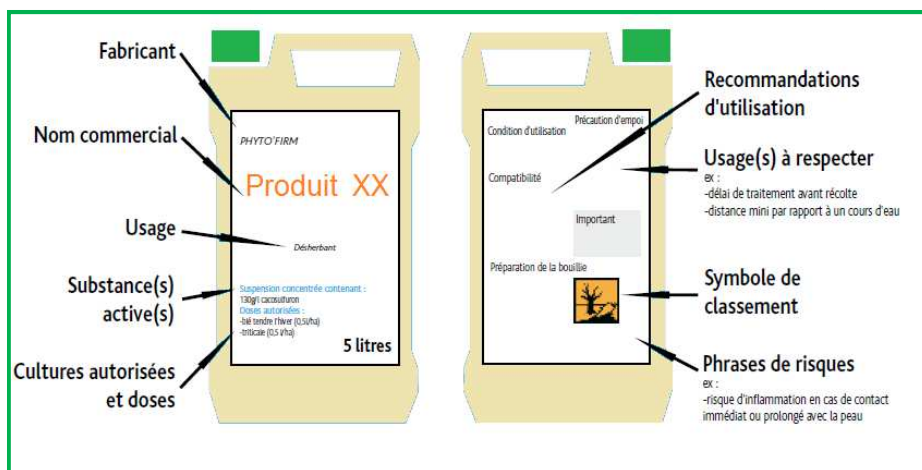 Fabricant
Nom commercial
Usage
Substance(s)
active(s)
Cultures autorisées
et doses
PHYTO'FIRM
Produit XX
Désherbant
Suspension concentrée contenant :
130g/l cacosulfuron
Doses autorisées :
-blé tendre l'hiver (0,5l/ha)
-triticale (0,5 l/ha)
5 litres
Précaution d'empoi
Condition d'utilisation
Compatibilité
Important
Préparation de la bouillie
Recommandations
d'utilisation
Usage(s) à respecter
ex :
-délai de traitement avant récolte
-distance mini par rapport à un cours d'eau
Symbole de
classement
Phrases de risques
ex :
-risque d'inflammation en cas de contact
immédiat ou prolongé avec la peau